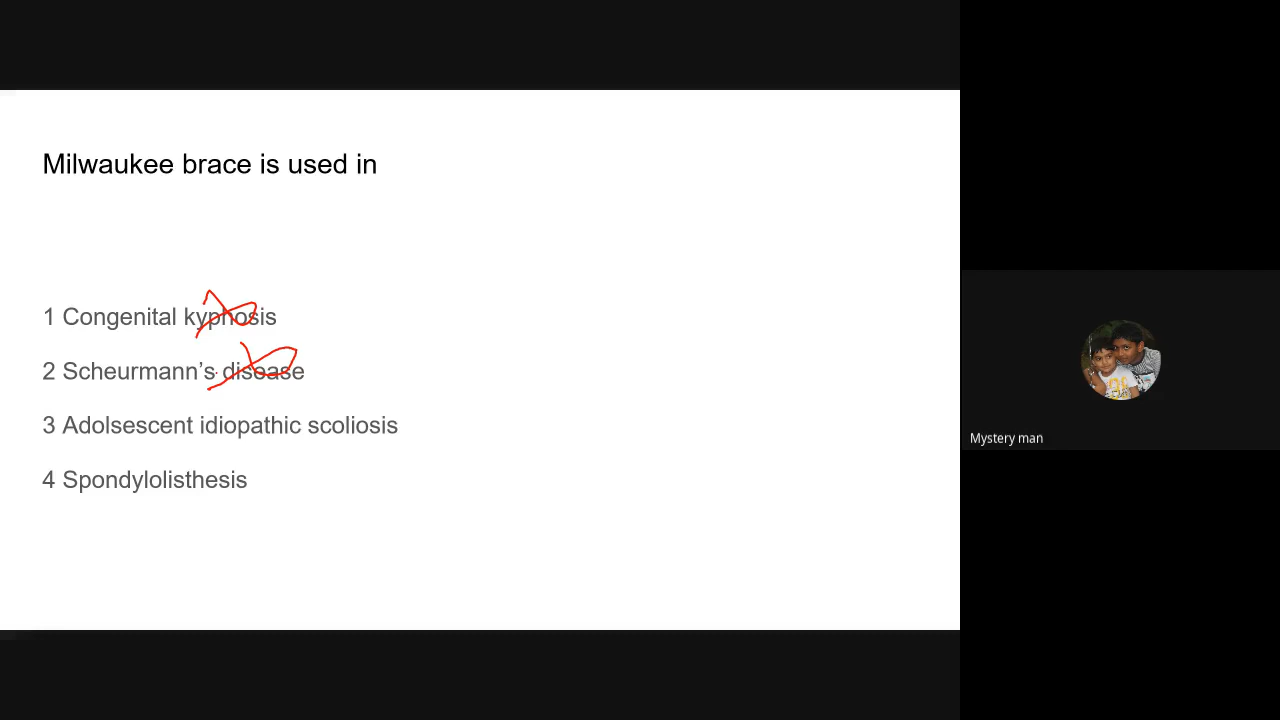 Milwaukee brace is used in
1 Congenital kyphosis
2 Scheurmann's disease
3 Adolsescent idiopathic scoliosis
4 Spondylolisthesis
Mystery man